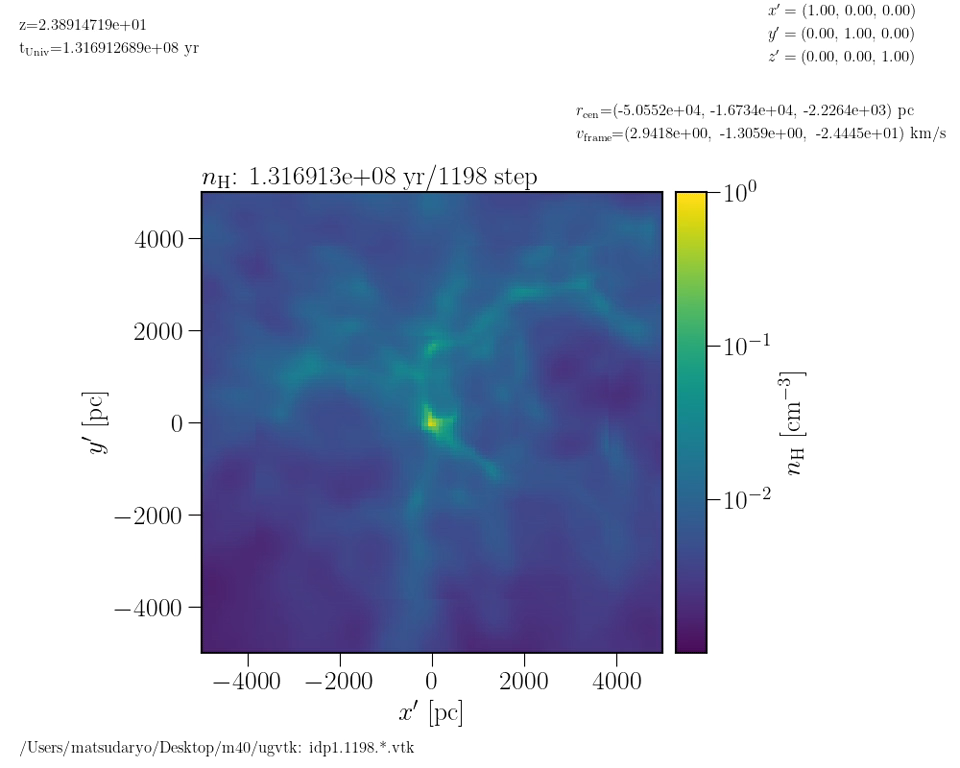 z=2.38914719e+01
t_Univ=1.316912689e+08 yr
x′ = (1.00, 0.00, 0.00)
y′ = (0.00, 1.00, 0.00)
z′ = (0.00, 0.00, 1.00)
r_cen=(-5.0552e+04, -1.6734e+04, -2.2264e+03) pc
v_frame=(2.9418e+00, -1.3059e+00, -2.4445e+01) km/s
n_H: 1.316913e+08 yr/1198 step
4000
2000
0
−2000
−4000
y′ [pc]
−4000 −2000 0 2000 4000
x′ [pc]
10^0
10^−1
10^−2
n_H [cm^−3]
/Users/matsudaryo/Desktop/m40/ugvtk: idp1.1198.*.vtk